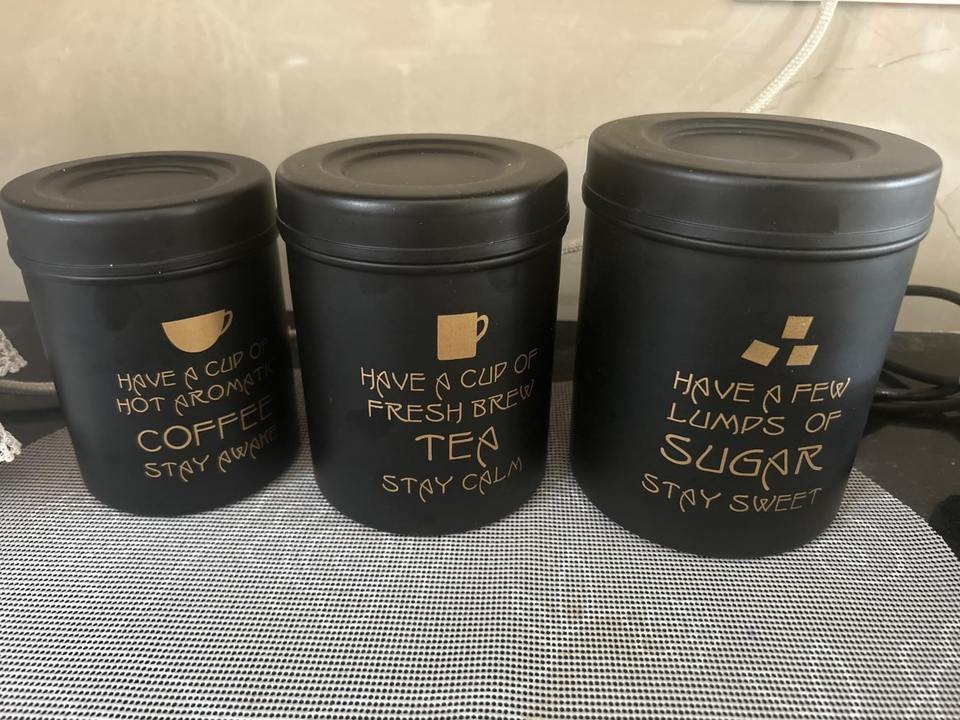 HAVE A CUP OF
HOT AROMATIC
COFFEE
STAY AWAKE
HAVE A CUP OF
FRESH BREW
TEA
STAY CALM
HAVE A FEW
LUMPS OF
SUGAR
STAY SWEET